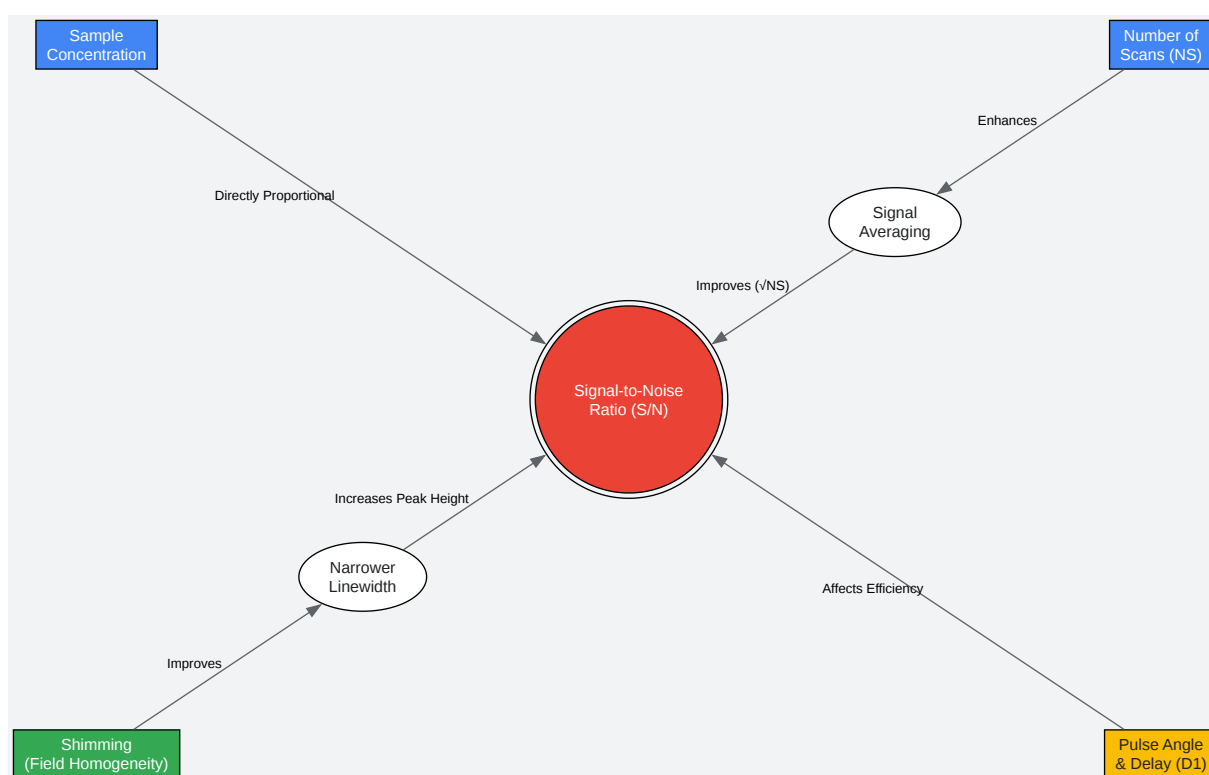 Sample
Concentration
Number of
Scans (NS)
Enhances
Directly Proportional
Signal
Averaging
Improves (√NS)
Signal-to-Noise
Ratio (S/N)
Increases Peak Height
Narrower
Linewidth
Affects Efficiency
Improves
Shimming
(Field Homogeneity)
Pulse Angle
& Delay (D1)